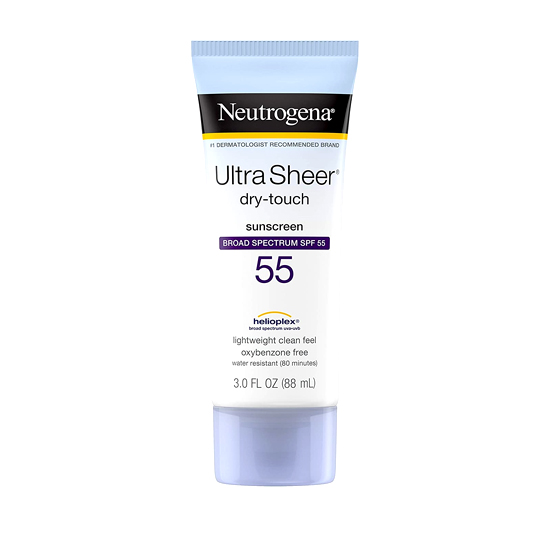 Neutrogena®
#1 DERMATOLOGIST RECOMMENDED BRAND
Ultra Sheer®
dry-touch
sunscreen
BROAD SPECTRUM SPF 55
55
helioplex®
broad spectrum uva•uvb
lightweight clean feel
oxybenzone free
water resistant (80 minutes)
3.0 FL OZ (88 mL)